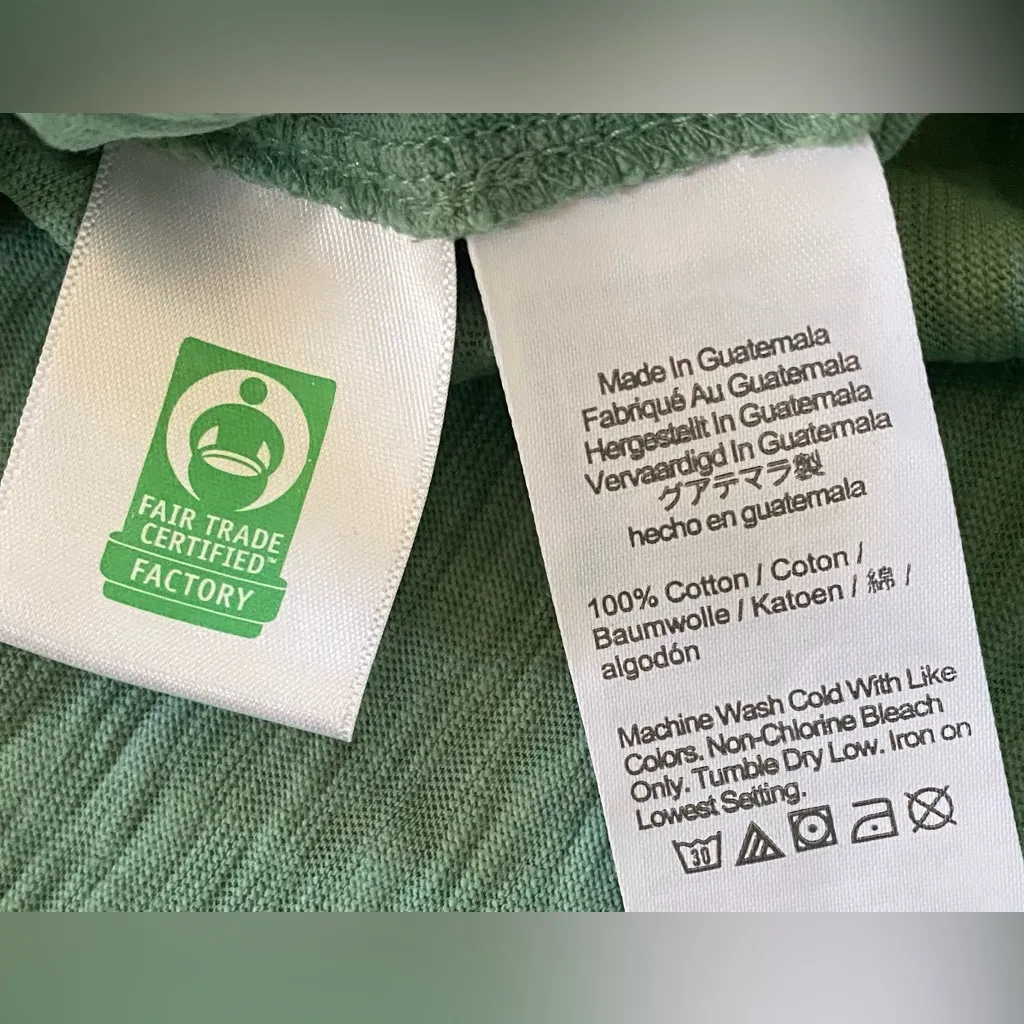 FAIR TRADE
CERTIFIED™
FACTORY
Made In Guatemala
Fabriqué Au Guatemala
Hergestellt In Guatemala
Vervaardigd In Guatemala
グアテマラ製
hecho en guatemala
100% Cotton / Coton /
Baumwolle / Katoen / 綿 /
algodón
Machine Wash Cold With Like
Colors. Non-Chlorine Bleach
Only. Tumble Dry Low. Iron on
Lowest Setting.
30